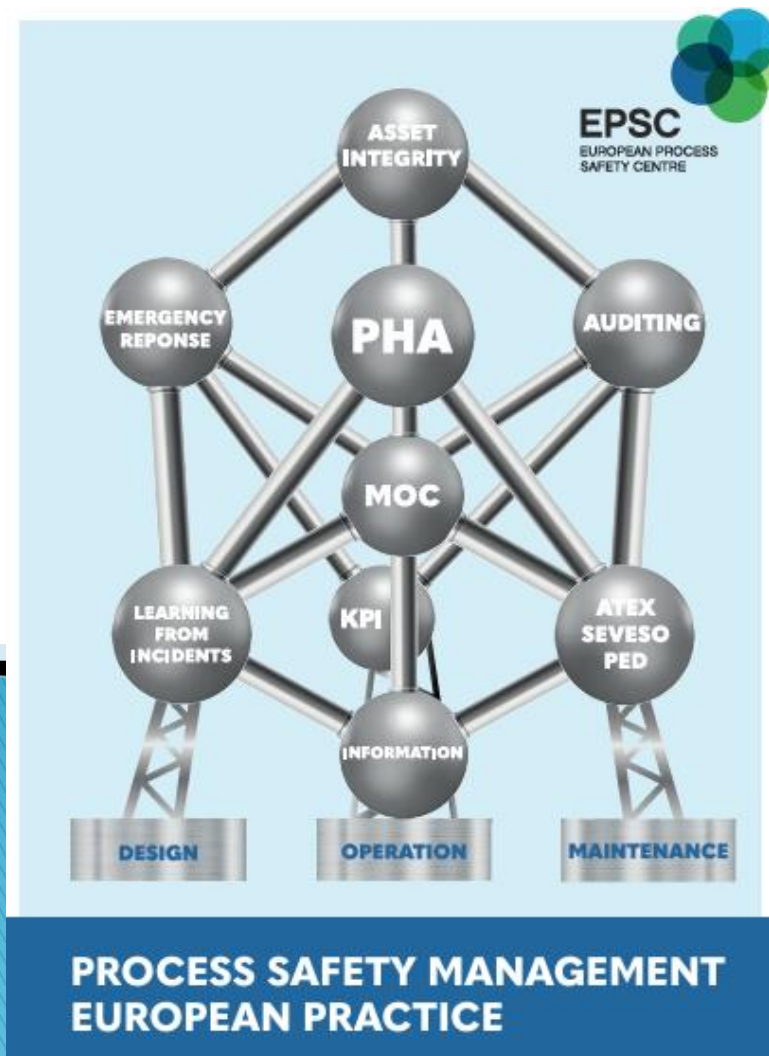 EPSC
EUROPEAN PROCESS
SAFETY CENTRE
ASSET
INTEGRITY
EMERGENCY
REPONSE
PHA
AUDITING
MOC
LEARNING
FROM
INCIDENTS
KPI
ATEX
SEVESO
PED
INFORMATION
DESIGN
OPERATION
MAINTENANCE
PROCESS SAFETY MANAGEMENT
EUROPEAN PRACTICE